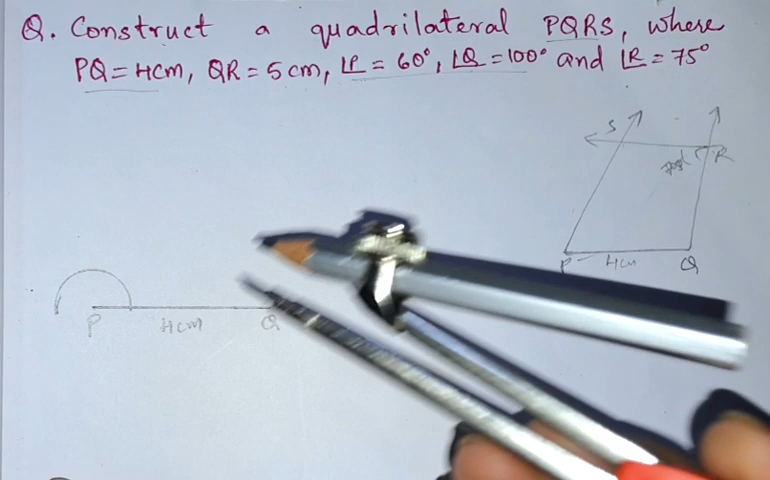 Q. Construct a quadrilateral PQRS, where
PQ = 4cm, QR = 5cm, ∠P = 60°, ∠Q = 100° and ∠R = 75°
S
R
P 4cm Q
P 4cm Q